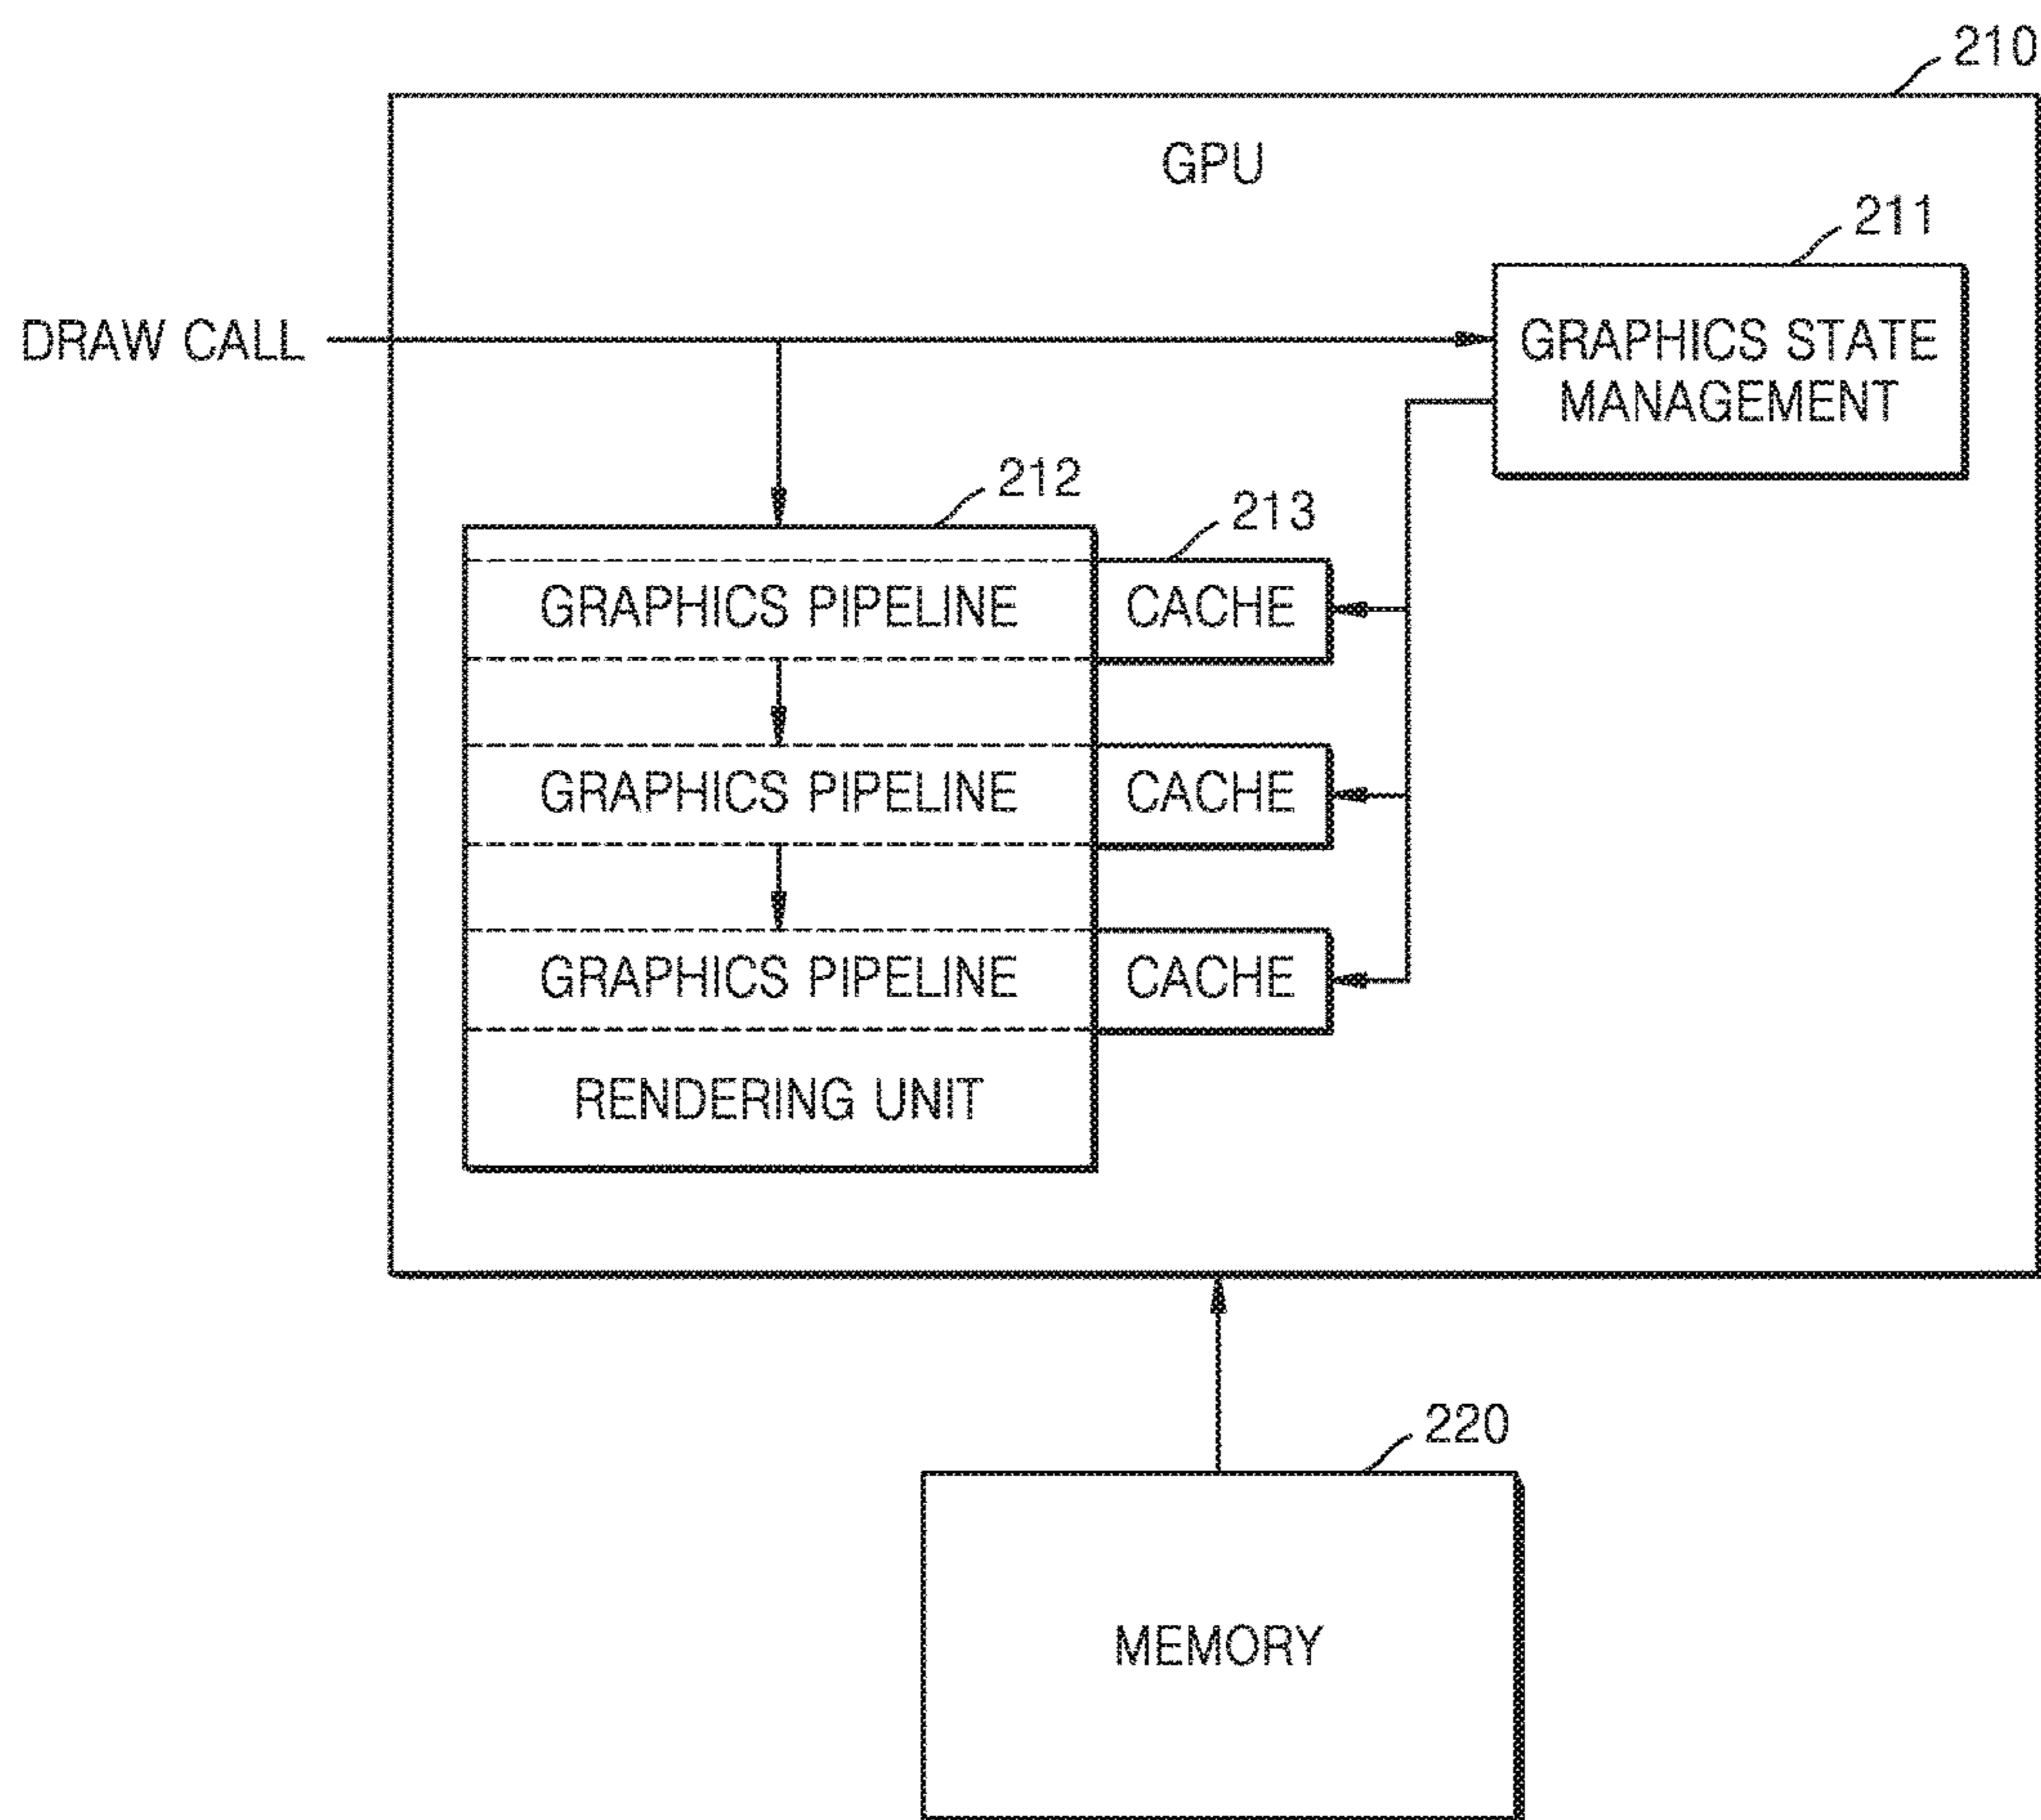 210
GPU
211
DRAW CALL
GRAPHICS STATE
MANAGEMENT
212
213
GRAPHICS PIPELINE
CACHE
GRAPHICS PIPELINE
CACHE
GRAPHICS PIPELINE
CACHE
RENDERING UNIT
220
MEMORY